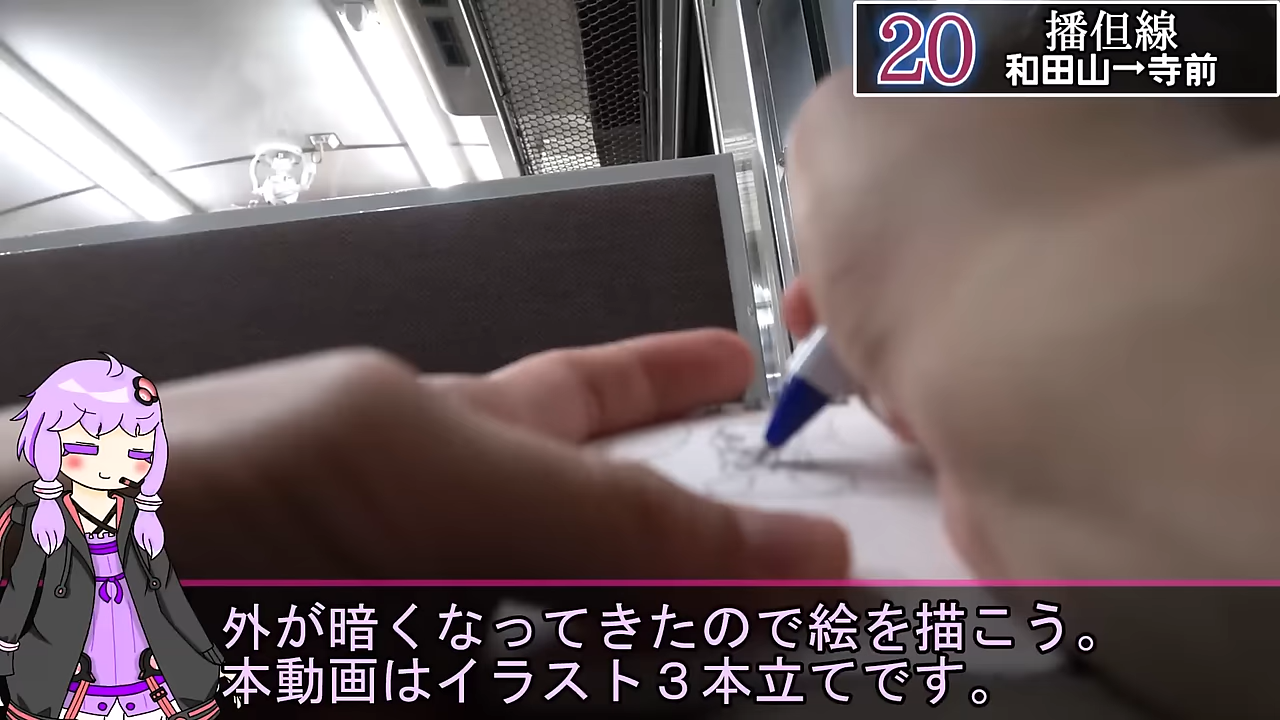 20
播但線
和田山→寺前
外が暗くなってきたので絵を描こう。
本動画はイラスト３本立てです。